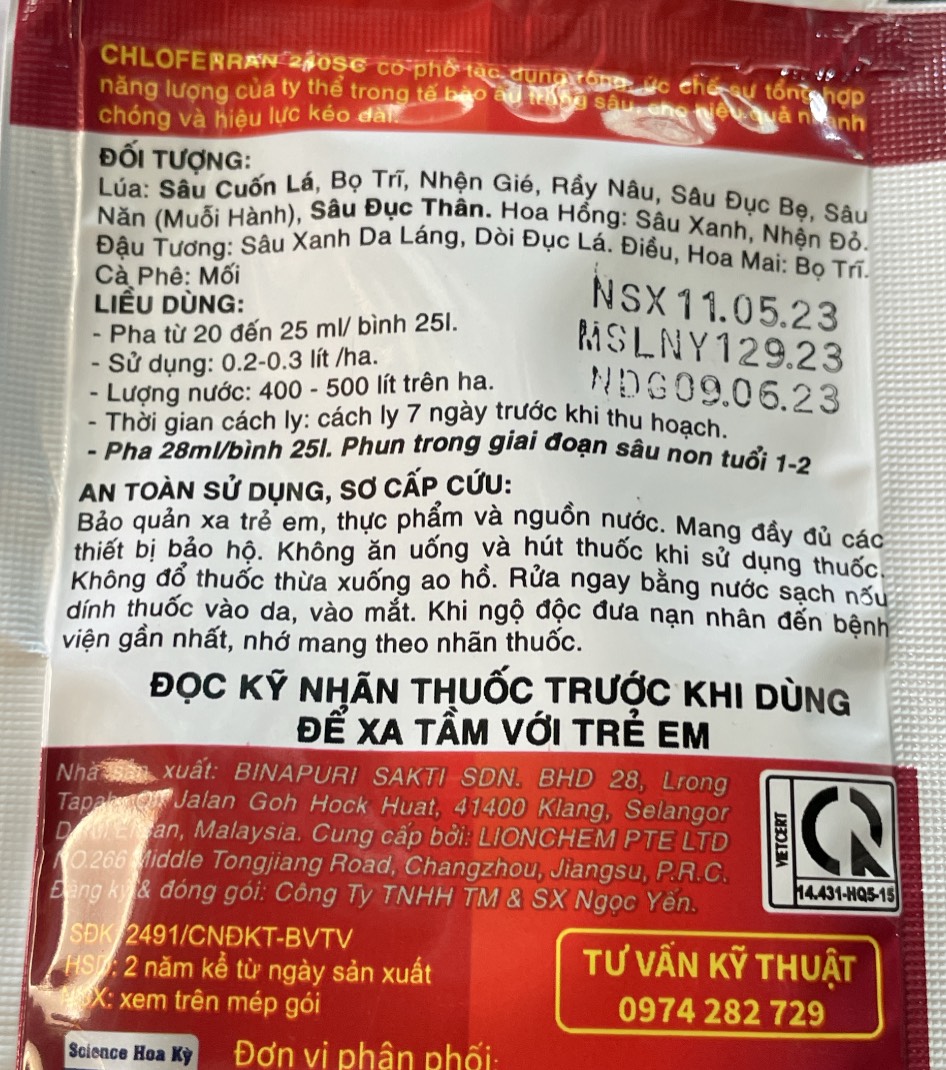 CHLOFERRAN 240SC có phổ tác dụng rộng, ức chế sự tổng hợp
năng lượng của ty thể trong tế bào ấu trùng sâu, cho hiệu quả nhanh
chóng và hiệu lực kéo dài.
ĐỐI TƯỢNG:
Lúa: Sâu Cuốn Lá, Bọ Trĩ, Nhện Gié, Rầy Nâu, Sâu Đục Bẹ, Sâu
Năn (Muỗi Hành), Sâu Đục Thân. Hoa Hồng: Sâu Xanh, Nhện Đỏ.
Đậu Tương: Sâu Xanh Da Láng, Dòi Đục Lá. Điều, Hoa Mai: Bọ Trĩ.
Cà Phê: Mối
LIỀU DÙNG:
- Pha từ 20 đến 25 ml/ bình 25l.
- Sử dụng: 0.2-0.3 lít /ha.
- Lượng nước: 400 - 500 lít trên ha.
- Thời gian cách ly: cách ly 7 ngày trước khi thu hoạch.
- Pha 28ml/bình 25l. Phun trong giai đoạn sâu non tuổi 1-2
NSX 11.05.23
MSLNY129.23
NDG09.06.23
AN TOÀN SỬ DỤNG, SƠ CẤP CỨU:
Bảo quản xa trẻ em, thực phẩm và nguồn nước. Mang đầy đủ các
thiết bị bảo hộ. Không ăn uống và hút thuốc khi sử dụng thuốc.
Không đổ thuốc thừa xuống ao hồ. Rửa ngay bằng nước sạch nếu
dính thuốc vào da, vào mắt. Khi ngộ độc đưa nạn nhân đến bệnh
viện gần nhất, nhớ mang theo nhãn thuốc.
ĐỌC KỸ NHÃN THUỐC TRƯỚC KHI DÙNG
ĐỂ XA TẦM VỚI TRẺ EM
Nhà sản xuất: BINAPURI SAKTI SDN. BHD 28, Lrong
Jalan Goh Hock Huat, 41400 Klang, Selangor
Malaysia. Cung cấp bởi: LIONCHEM PTE LTD
NO.266 Middle Tongjiang Road, Changzhou, Jiangsu, P.R.C.
Đăng ký & đóng gói: Công Ty TNHH TM & SX Ngọc Yến.
VIETCERT
14.431-HQ5-15
SĐK: 2491/CNĐKT-BVTV
HSD: 2 năm kể từ ngày sản xuất
NSX: xem trên mép gói
TƯ VẤN KỸ THUẬT
0974 282 729
Science Hoa Kỳ
Đơn vị phân phối: